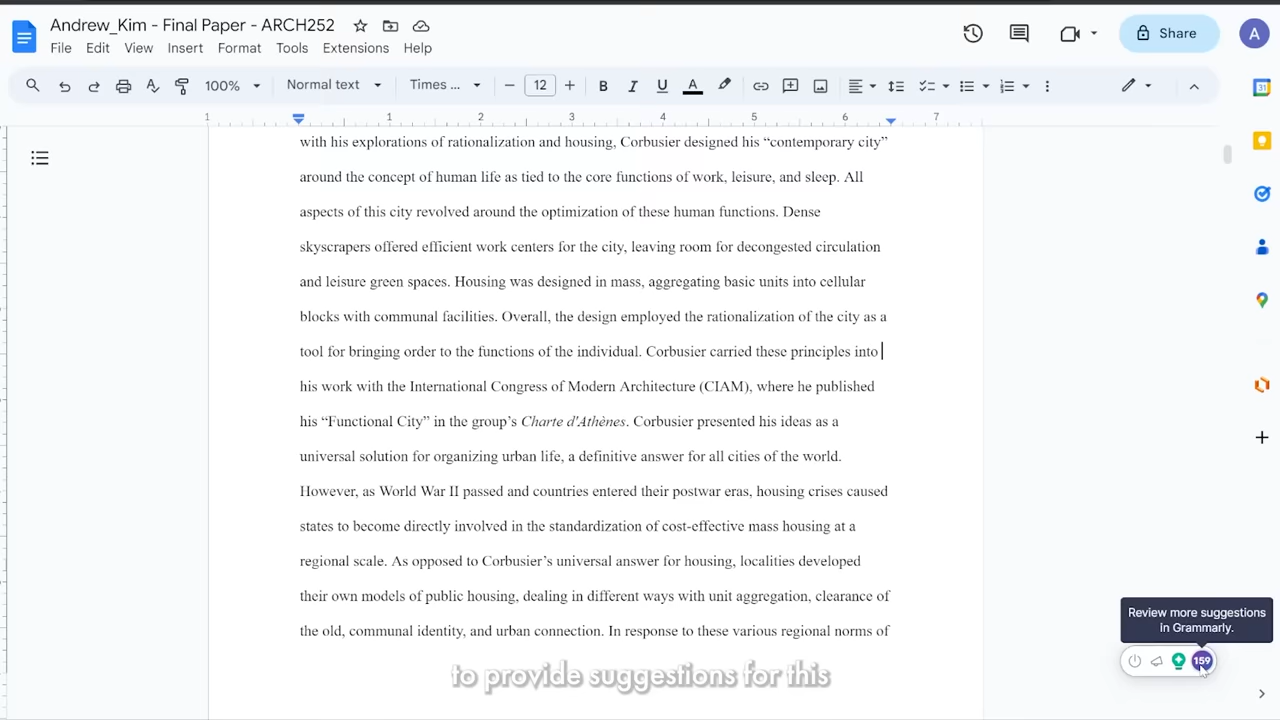 Andrew_Kim - Final Paper - ARCH252
File Edit View Insert Format Tools Extensions Help
Share
A
100% Normal text Times ... 12 B I U A
31
1 1 2 3 4 5 6 7
with his explorations of rationalization and housing, Corbusier designed his “contemporary city”
around the concept of human life as tied to the core functions of work, leisure, and sleep. All
aspects of this city revolved around the optimization of these human functions. Dense
skyscrapers offered efficient work centers for the city, leaving room for decongested circulation
and leisure green spaces. Housing was designed in mass, aggregating basic units into cellular
blocks with communal facilities. Overall, the design employed the rationalization of the city as a
tool for bringing order to the functions of the individual. Corbusier carried these principles into
his work with the International Congress of Modern Architecture (CIAM), where he published
his “Functional City” in the group’s Charte d'Athènes. Corbusier presented his ideas as a
universal solution for organizing urban life, a definitive answer for all cities of the world.
However, as World War II passed and countries entered their postwar eras, housing crises caused
states to become directly involved in the standardization of cost-effective mass housing at a
regional scale. As opposed to Corbusier’s universal answer for housing, localities developed
their own models of public housing, dealing in different ways with unit aggregation, clearance of
the old, communal identity, and urban connection. In response to these various regional norms of
Review more suggestions
in Grammarly.
159
to provide suggestions for this